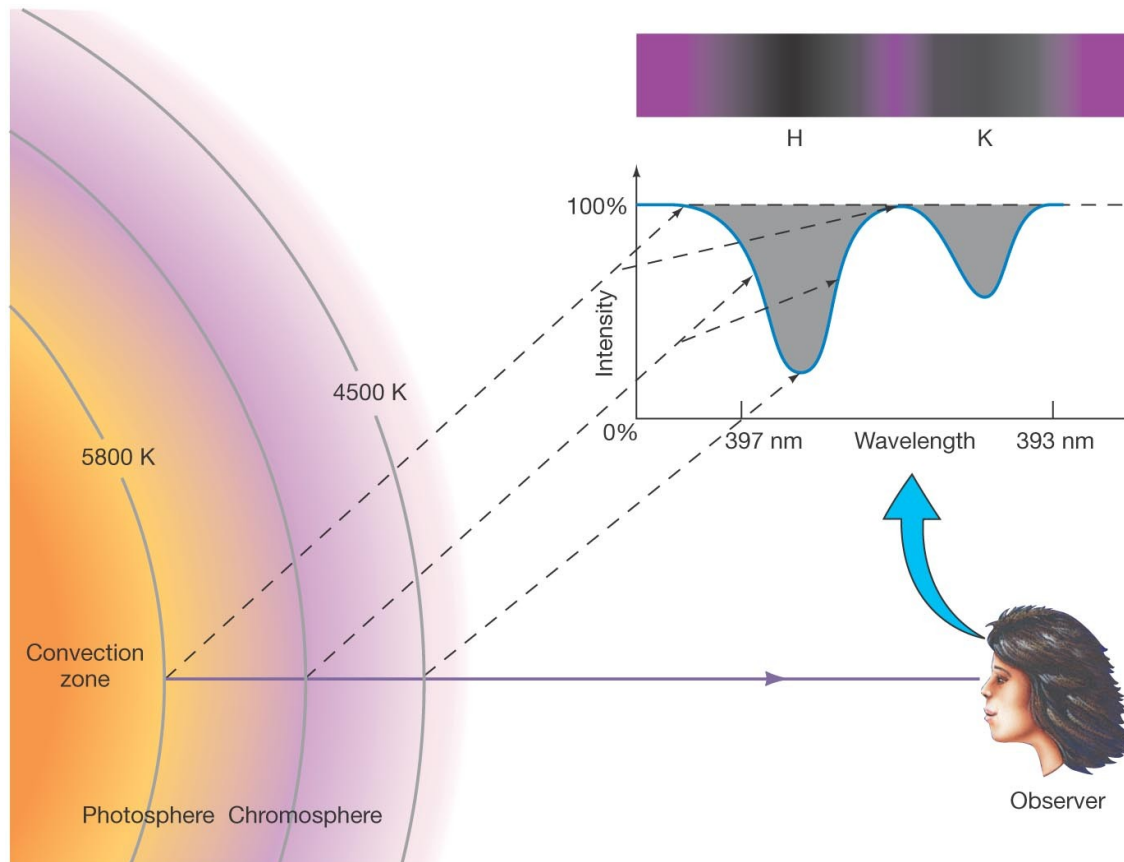 H
K
100%
Intensity
4500 K
0%
397 nm
Wavelength
393 nm
5800 K
Convection
zone
Photosphere
Chromosphere
Observer